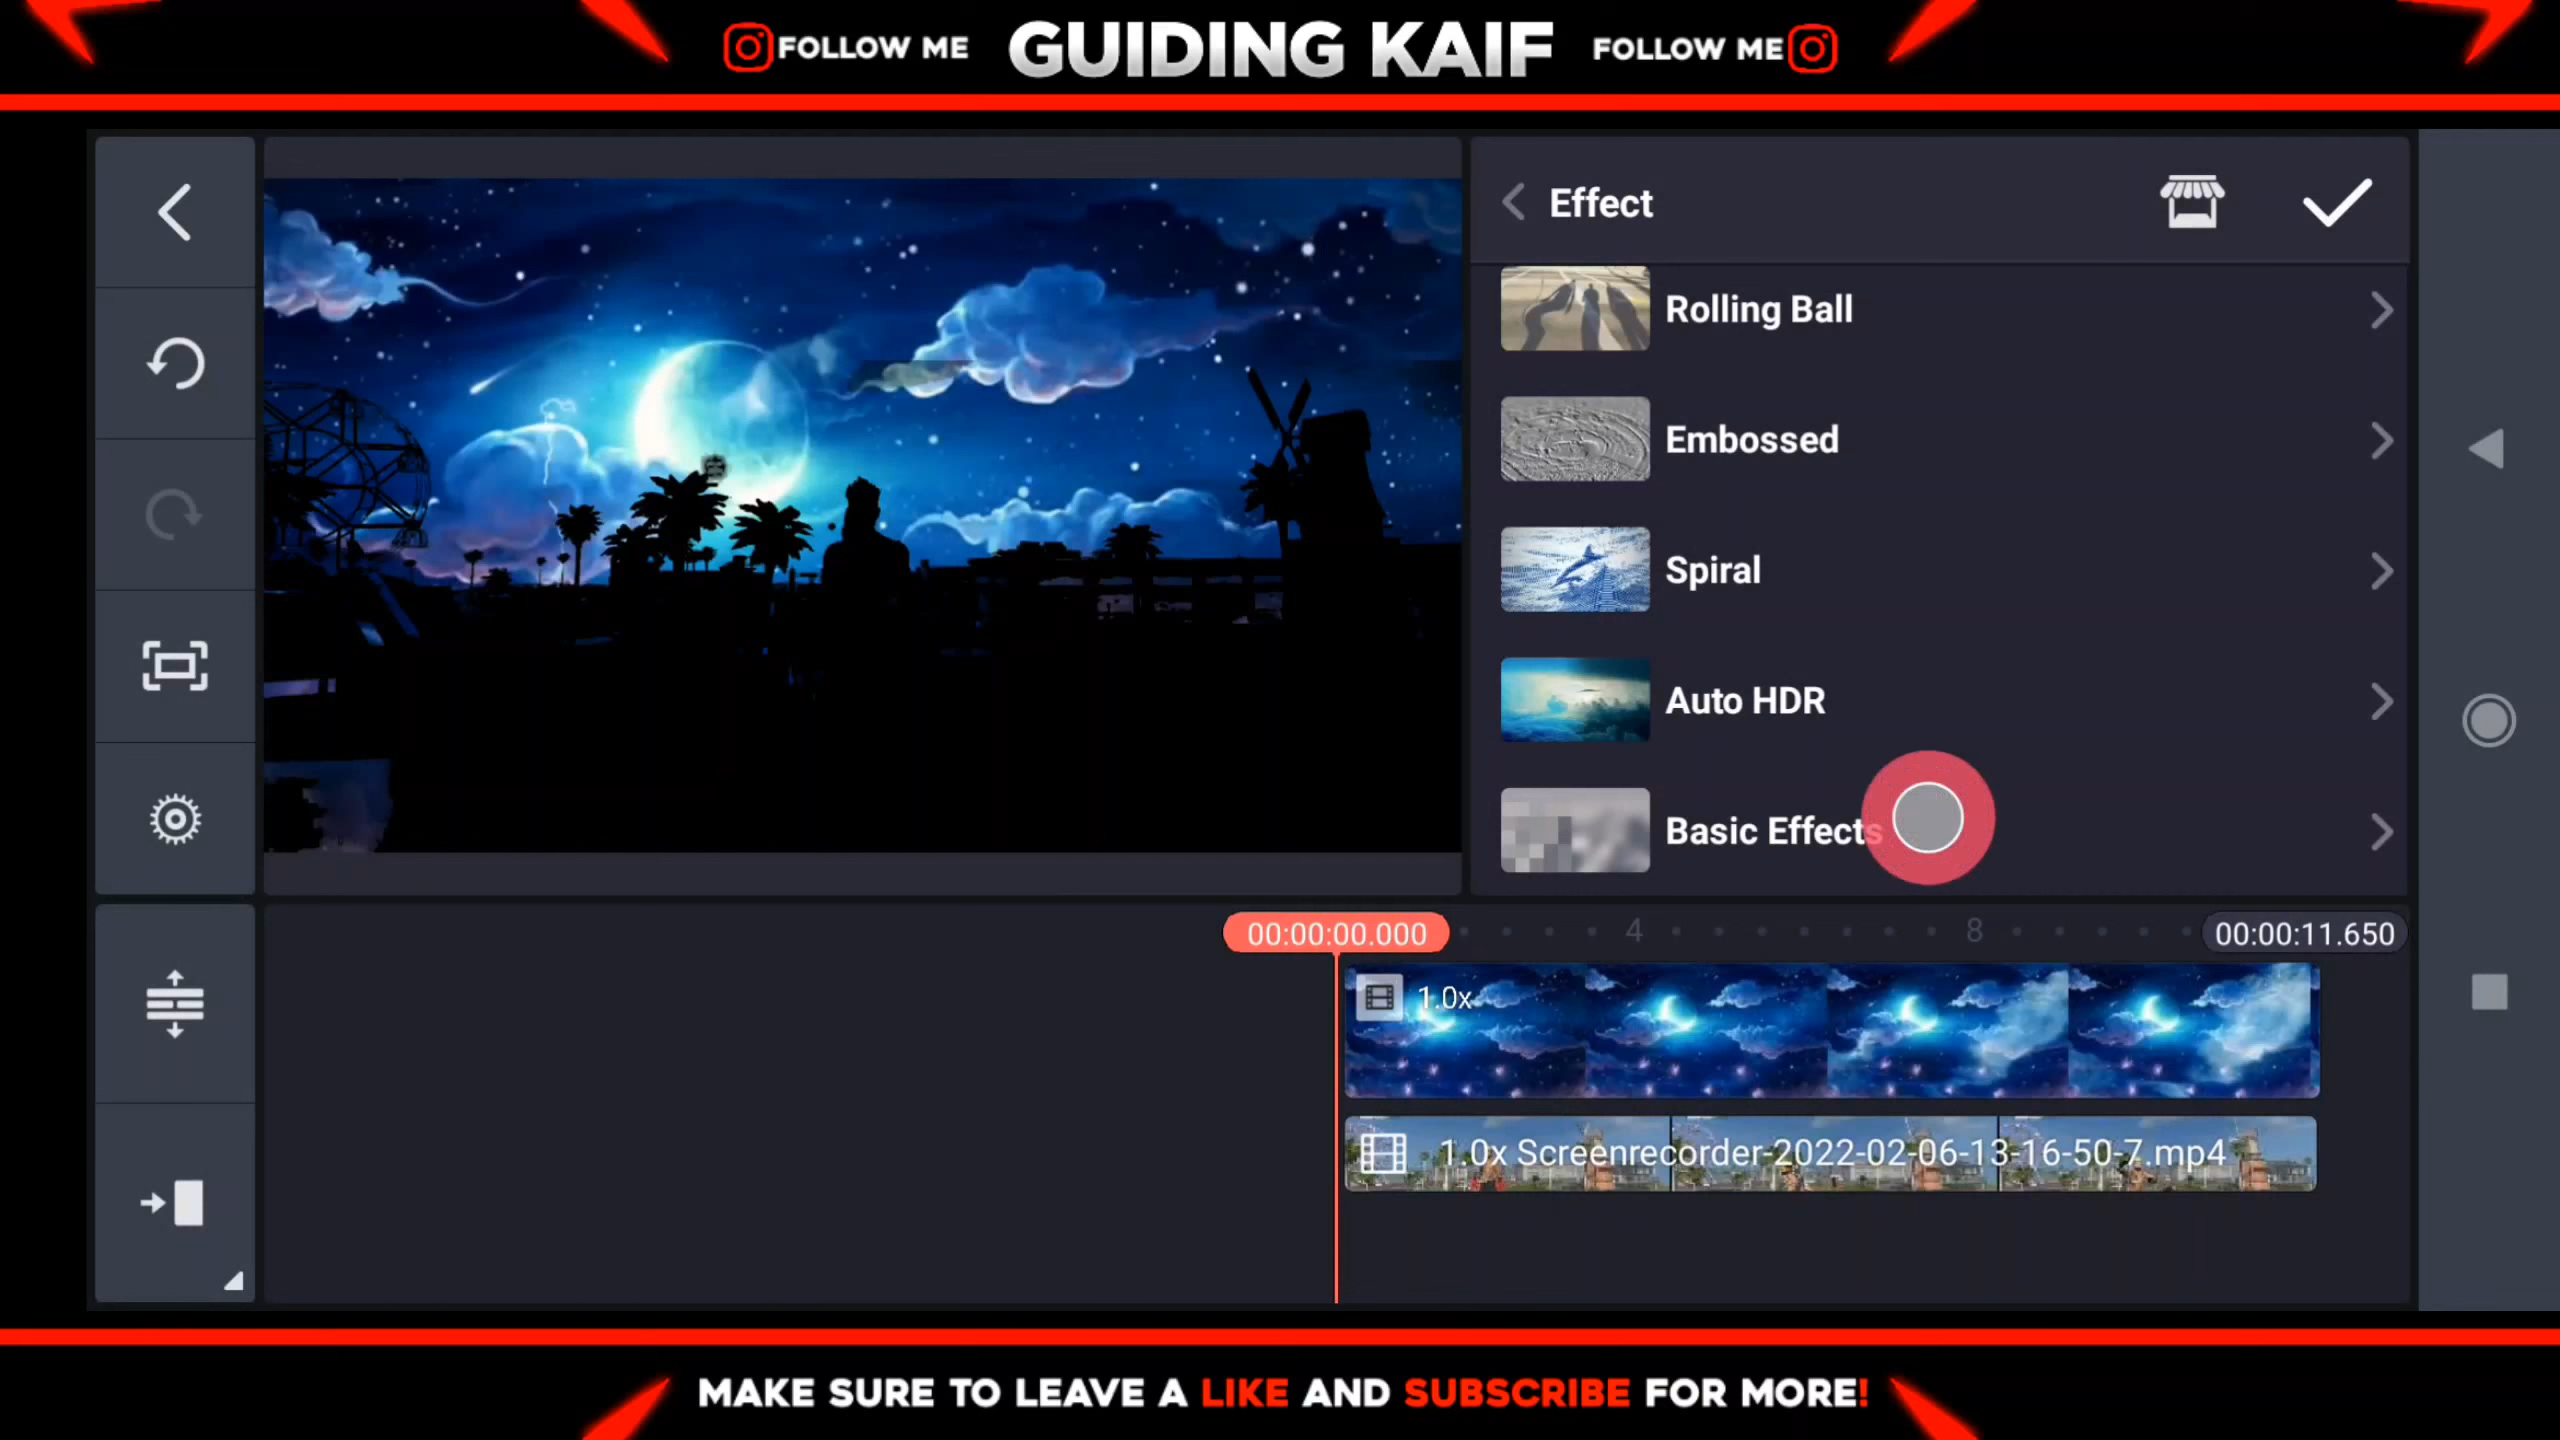 FOLLOW ME GUIDING KAIF FOLLOW ME
Effect
Rolling Ball
Embossed
Spiral
Auto HDR
Basic Effects
00:00:00.000 4 8 00:00:11.650
1.0x
1.0x Screenrecorder-2022-02-06-13-16-50-7.mp4
MAKE SURE TO LEAVE A LIKE AND SUBSCRIBE FOR MORE!